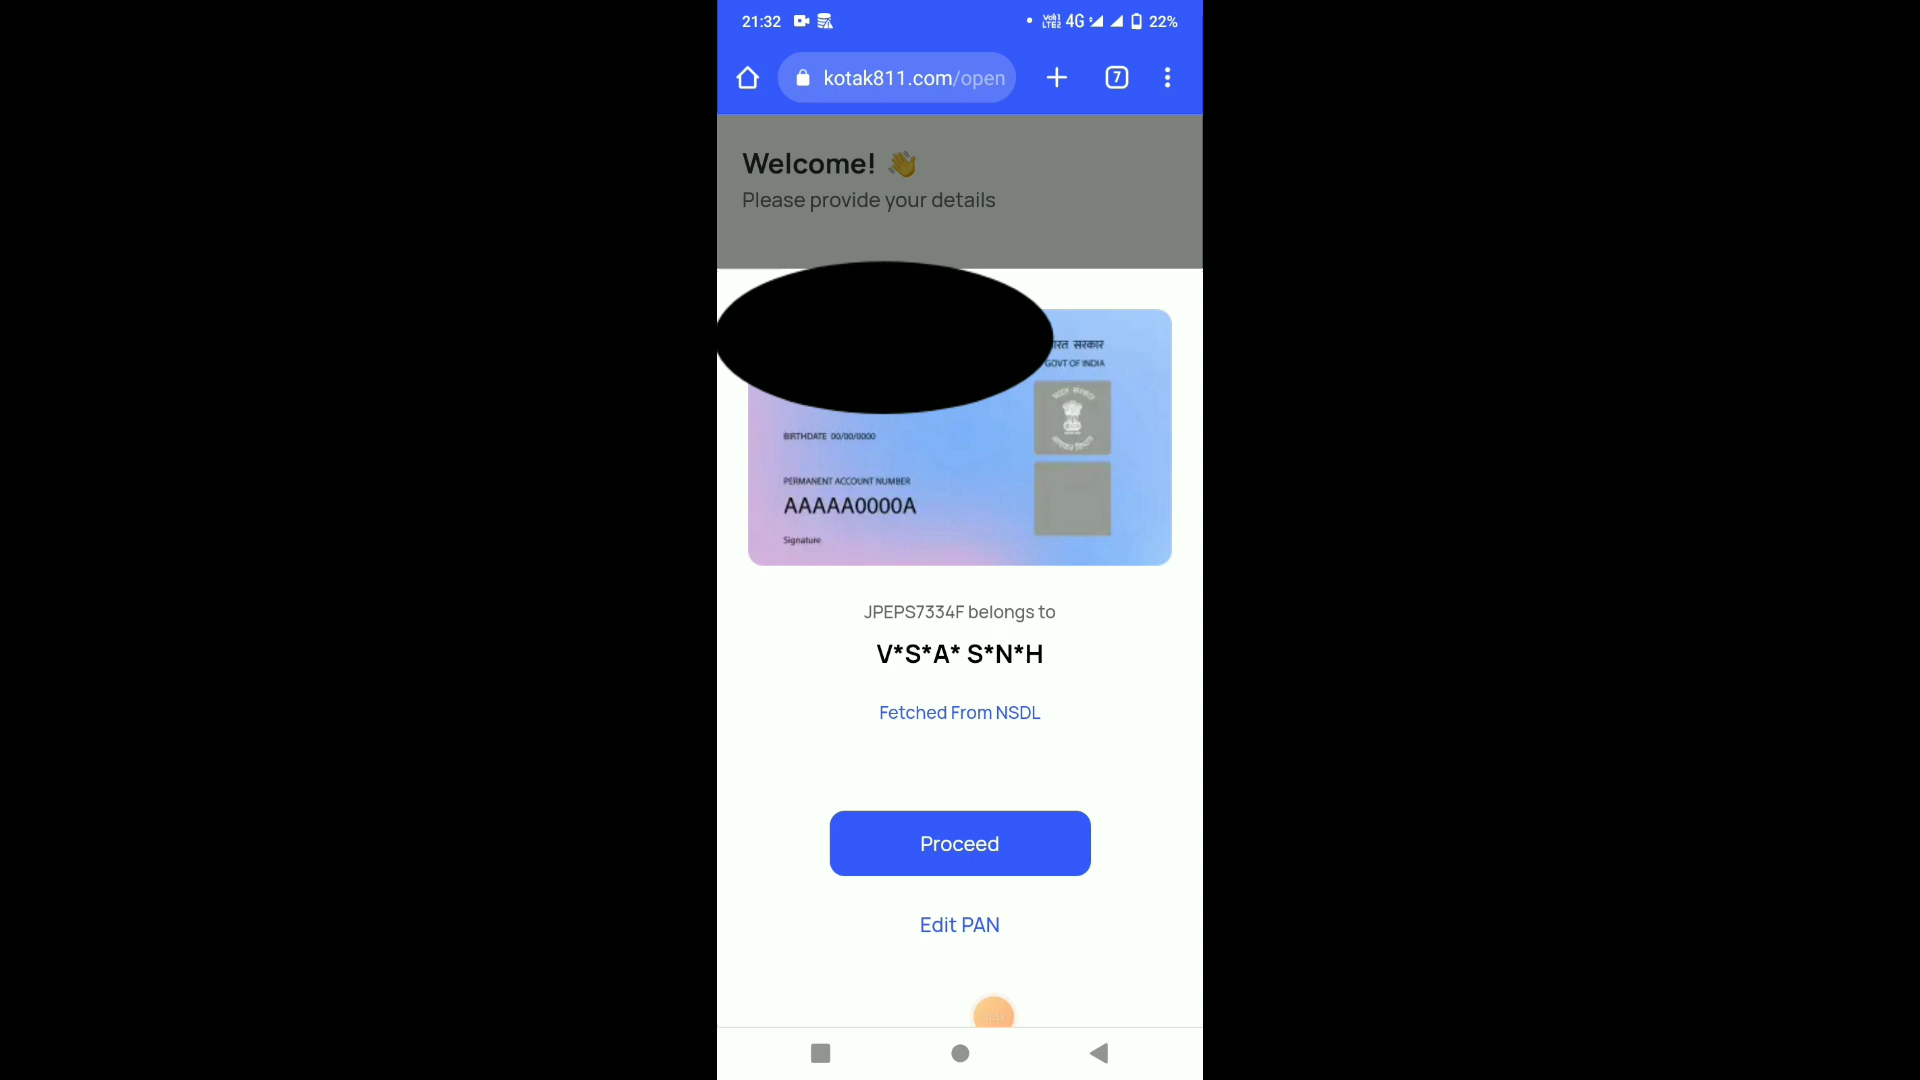 21:32 4G 22%
kotak811.com/open 7
Welcome! 👋
Please provide your details
सरकार
GOVT OF INDIA
BIRTHDATE 00/00/0000
PERMANENT ACCOUNT NUMBER
AAAAA0000A
Signature
JPEPS7334F belongs to
V*S*A* S*N*H
Fetched From NSDL
Proceed
Edit PAN